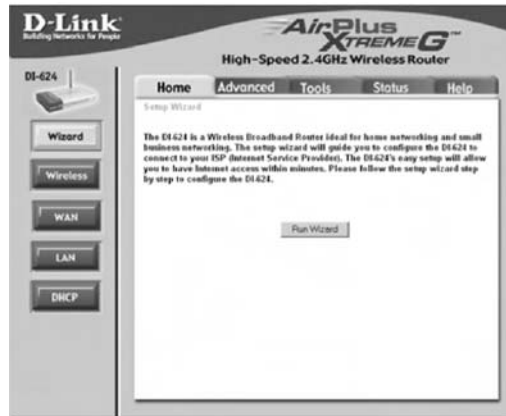 D-Link
Building Networks for People
AirPlus
XTREME G™
High-Speed 2.4GHz Wireless Router
DI-624
Home Advanced Tools Status Help
Setup Wizard
Wizard
The DI-624 is a Wireless Broadband Router ideal for home networking and small
business networking. The setup wizard will guide you to configure the DI-624 to
connect to your ISP (Internet Service Provider). The DI-624's easy setup will allow
you to have Internet access within minutes. Please follow the setup wizard step
by step to configure the DI-624.
Wireless
WAN
Run Wizard
LAN
DHCP